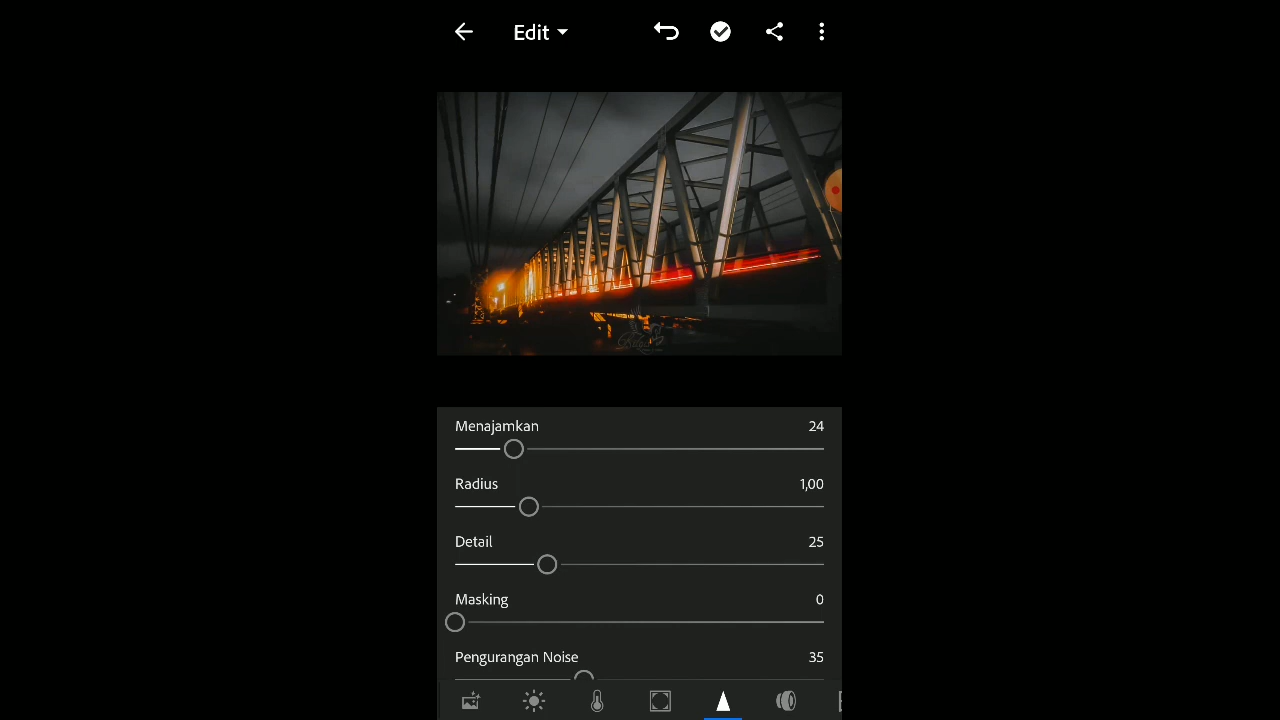 Edit
Menajamkan 24
Radius 1,00
Detail 25
Masking 0
Pengurangan Noise 35